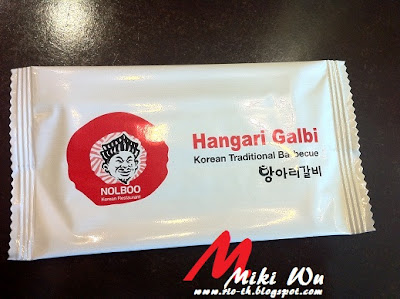 NOLBOO
Korean Restaurant
Hangari Galbi
Korean Traditional Barbecue
항아리갈비
Miki Wu
www.rio-th.blogspot.com